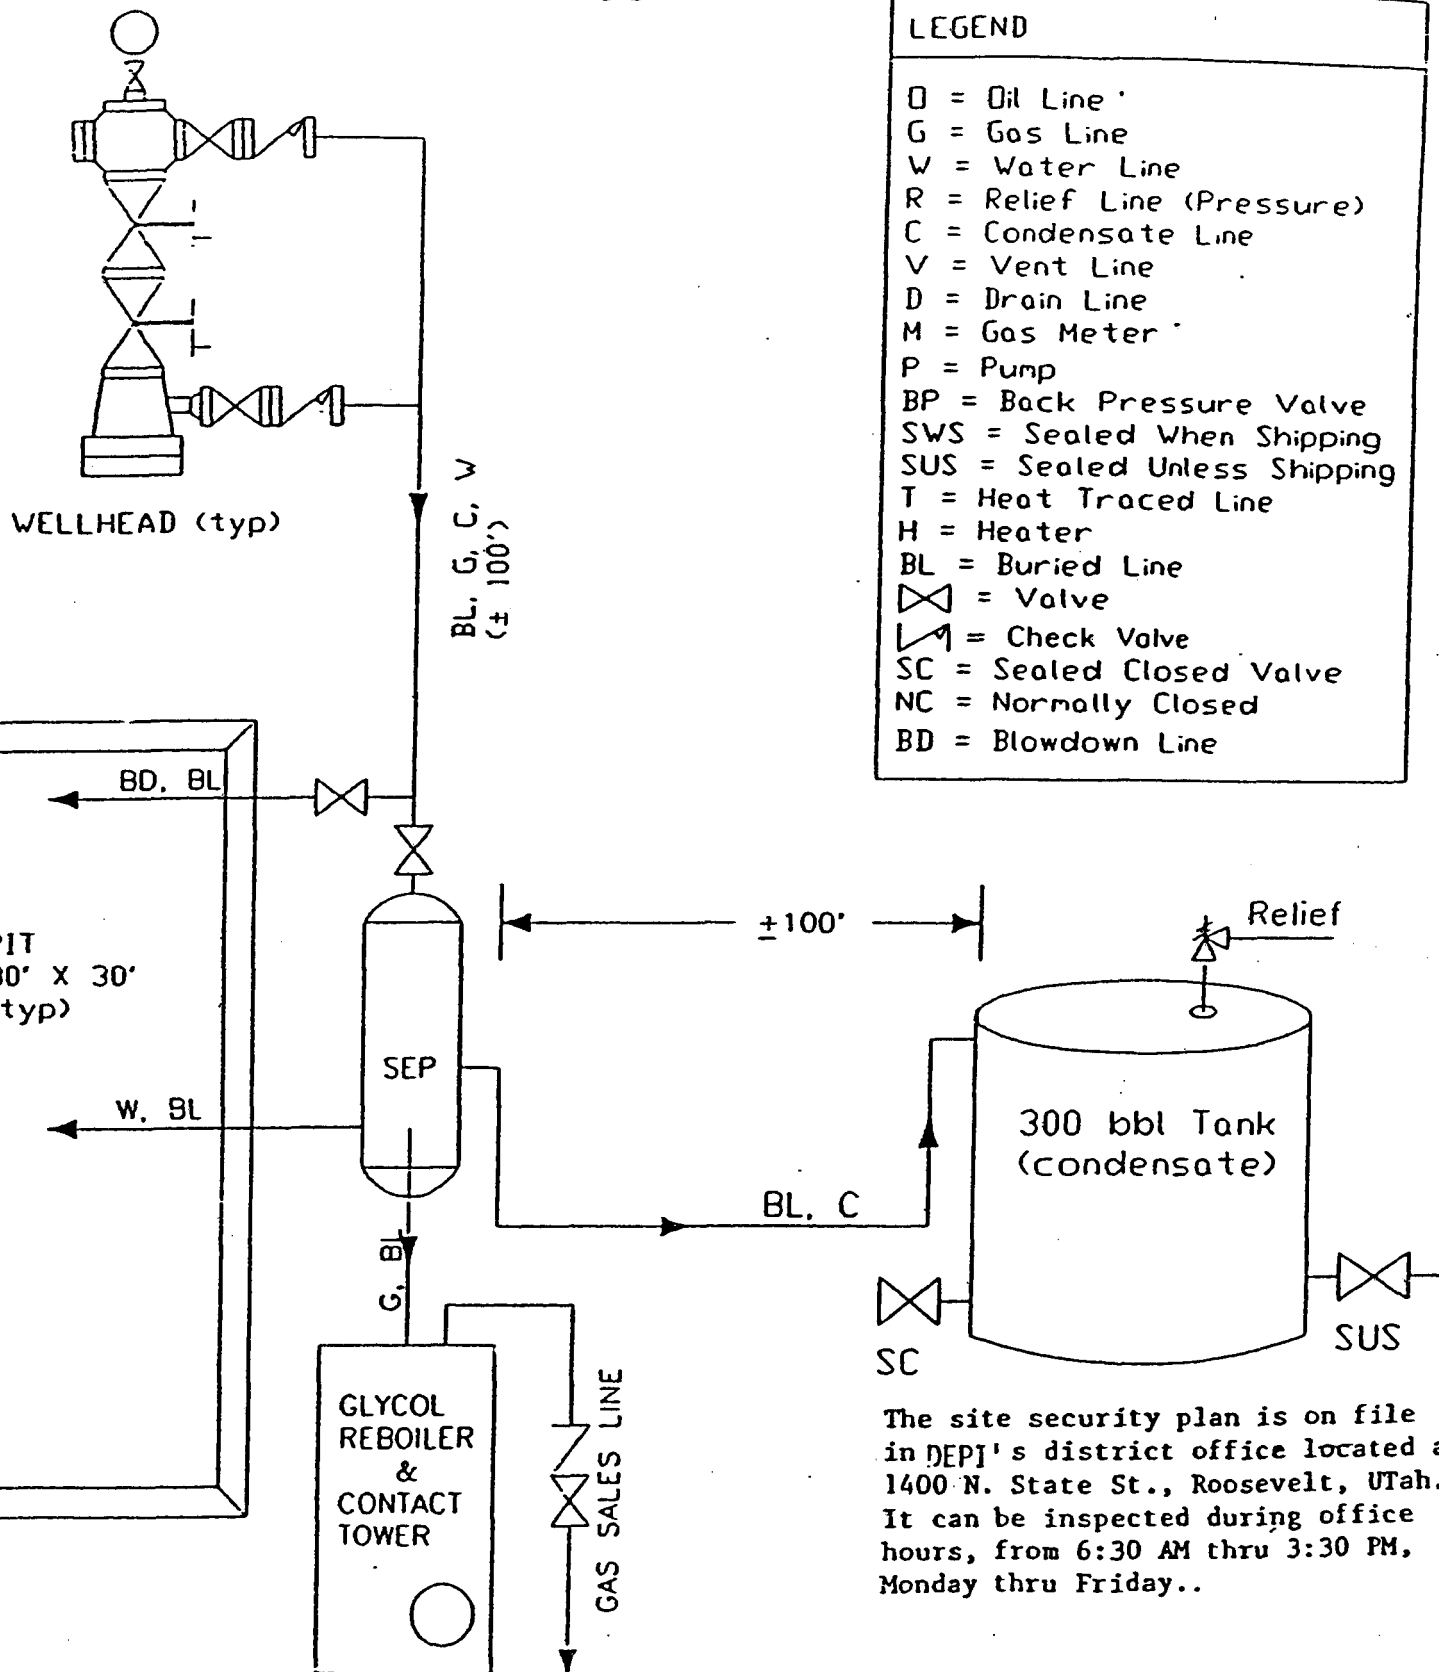 LEGEND
O = Oil Line
G = Gas Line
W = Water Line
R = Relief Line (Pressure)
C = Condensate Line
V = Vent Line
D = Drain Line
M = Gas Meter
P = Pump
BP = Back Pressure Valve
SWS = Sealed When Shipping
SUS = Sealed Unless Shipping
T = Heat Traced Line
H = Heater
BL = Buried Line
= Valve
= Check Valve
SC = Sealed Closed Valve
NC = Normally Closed
BD = Blowdown Line
WELLHEAD (typ)
BL, G, C, W
(± 100')
BD, BL
PIT
30' X 30'
typ)
W, BL
SEP
±100'
Relief
300 bbl Tank
(condensate)
BL, C
G, BL
SC
SUS
GLYCOL
REBOILER
&
CONTACT
TOWER
GAS SALES LINE
The site security plan is on file
in DEPI's district office located a
1400 N. State St., Roosevelt, UTah.
It can be inspected during office
hours, from 6:30 AM thru 3:30 PM,
Monday thru Friday..